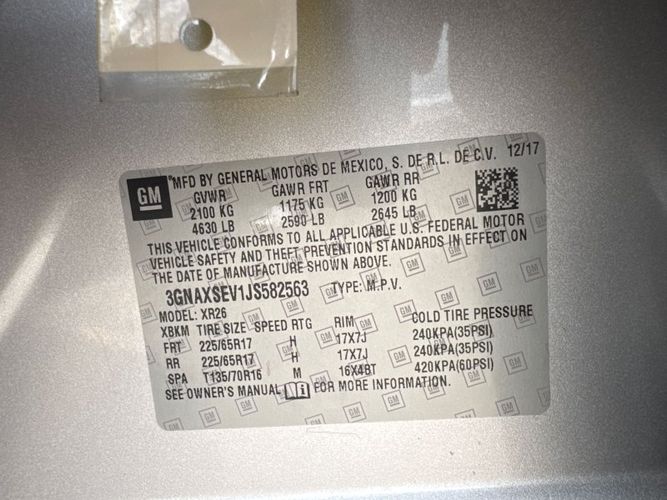 GM
MFD BY GENERAL MOTORS DE MEXICO, S. DE R.L. DE C.V. 12/17
GVWR GAWR FRT GAWR RR
2100 KG 1175 KG 1200 KG
4630 LB 2590 LB 2645 LB
THIS VEHICLE CONFORMS TO ALL APPLICABLE U.S. FEDERAL MOTOR
VEHICLE SAFETY AND THEFT PREVENTION STANDARDS IN EFFECT ON
THE DATE OF MANUFACTURE SHOWN ABOVE.
3GNAXSEV1JS582563 TYPE: M.P.V.
MODEL: XR26
XBKM TIRE SIZE SPEED RTG RIM COLD TIRE PRESSURE
FRT 225/65R17 H 17X7J 240KPA(35PSI)
RR 225/65R17 H 17X7J 240KPA(35PSI)
SPA T135/70R16 M 16X4BT 420KPA(60PSI)
SEE OWNER'S MANUAL FOR MORE INFORMATION.